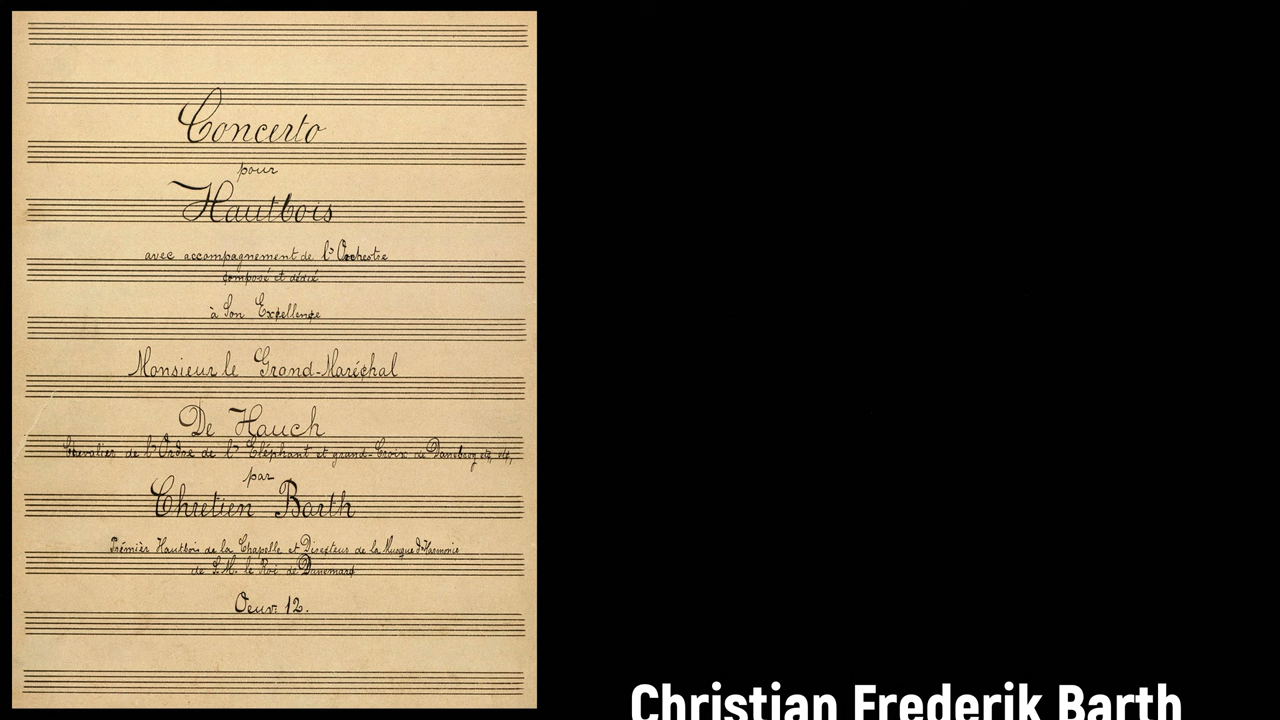 Concerto
pour
Hautbois
avec accompagnement de l'Orchestre
composé et dédié
à Son Excellence
Monsieur le Grand-Maréchal
De Hauch
Chevalier de l'Ordre de l'Eléphant et grand-Croix de Danebrog etc, etc,
par
Chretien Barth
Prémièr Hautbois de la Chapelle et Directeur de la Musique d'Harmonie
de S. M. le Roi de Danemarc
Oeuv: 12.
Christian Frederik Barth